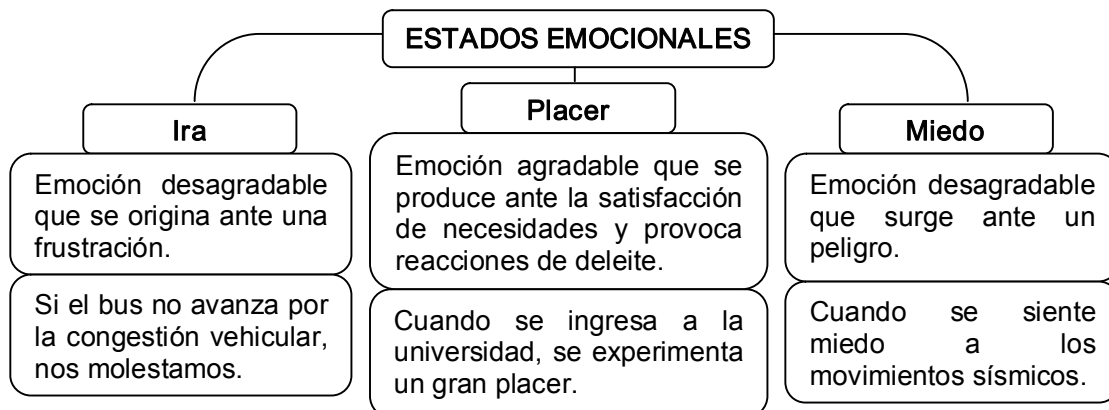 ESTADOS EMOCIONALES
Ira
Emoción desagradable
que se origina ante una
frustración.
Si el bus no avanza por
la congestión vehicular,
nos molestamos.
Placer
Emoción agradable que se
produce ante la satisfacción
de necesidades y provoca
reacciones de deleite.
Cuando se ingresa a la
universidad, se experimenta
un gran placer.
Miedo
Emoción desagradable
que surge ante un
peligro.
Cuando se siente
miedo a los
movimientos sísmicos.